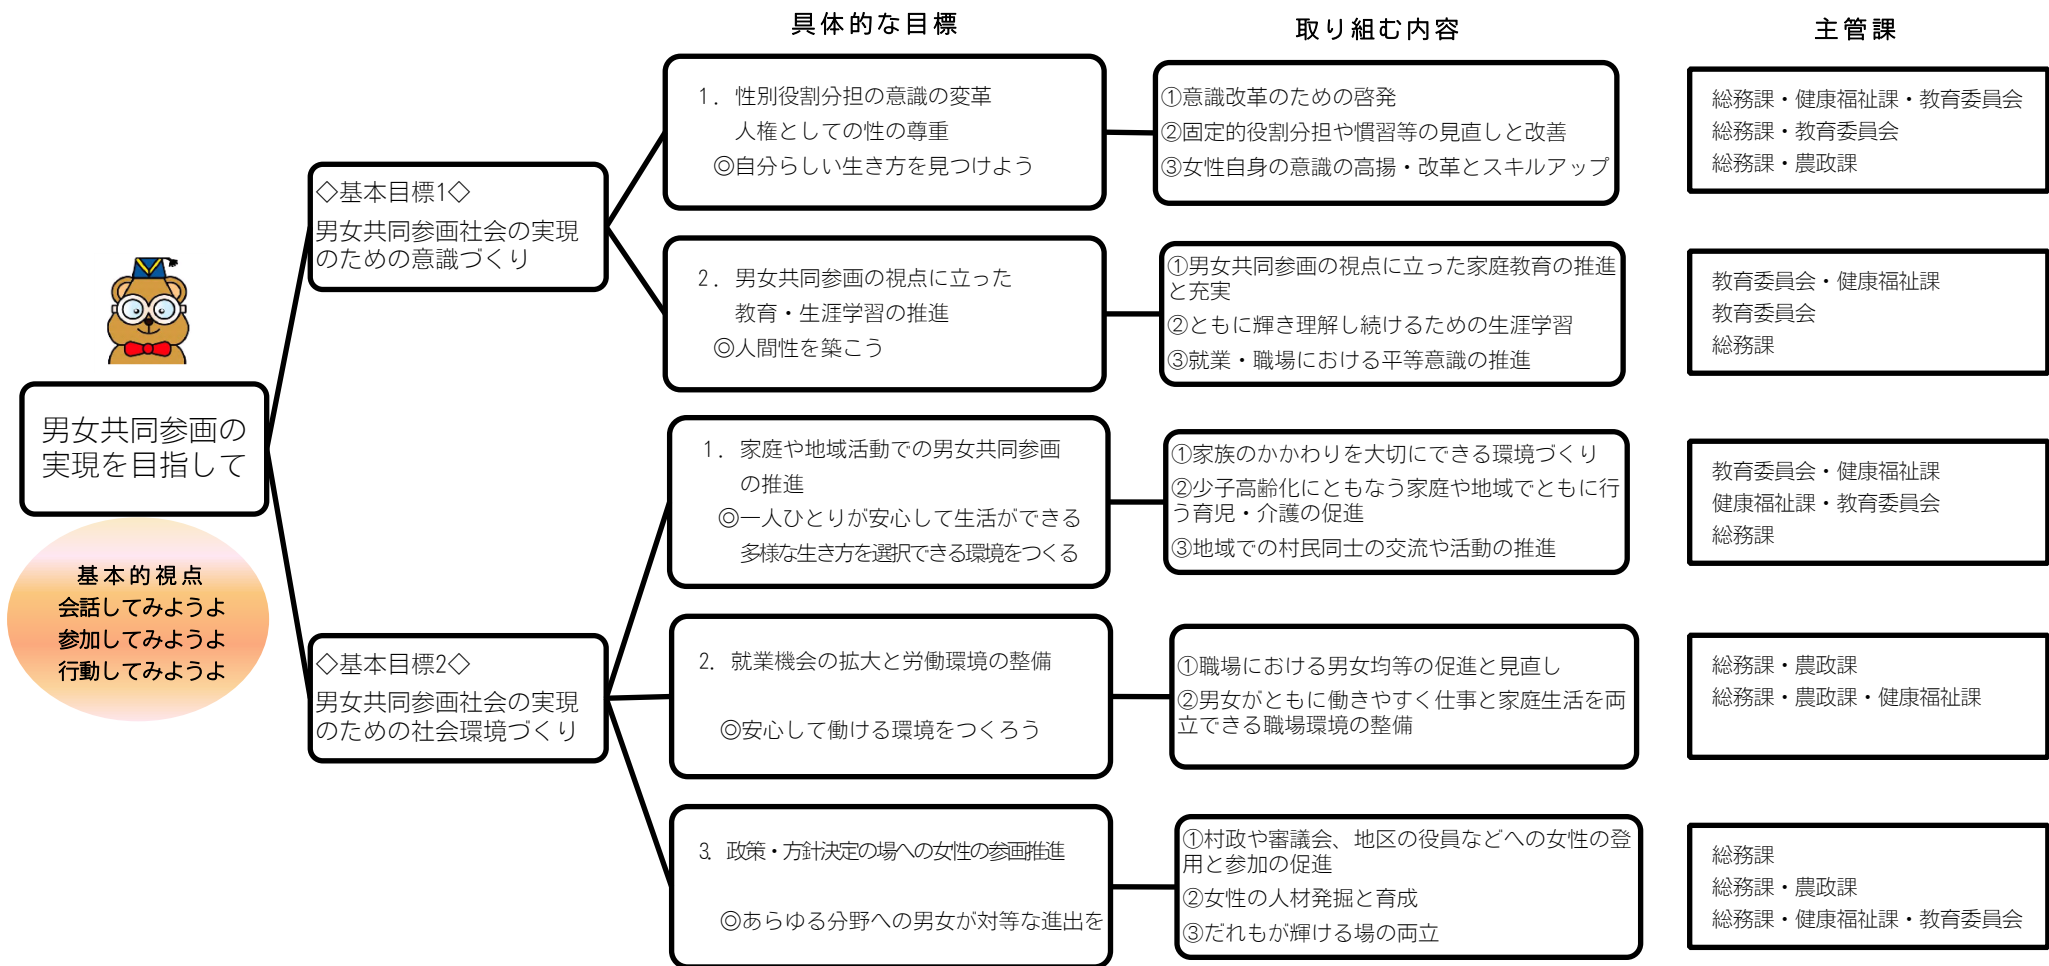 具体的な目標
取り組む内容
主管課
男女共同参画の
実現を目指して
基本的視点
会話してみようよ
参加してみようよ
行動してみようよ
◇基本目標1◇
男女共同参画社会の実現
のための意識づくり
1．性別役割分担の意識の変革
人権としての性の尊重
◎自分らしい生き方を見つけよう
①意識改革のための啓発
②固定的役割分担や慣習等の見直しと改善
③女性自身の意識の高揚・改革とスキルアップ
総務課・健康福祉課・教育委員会
総務課・教育委員会
総務課・農政課
2．男女共同参画の視点に立った
教育・生涯学習の推進
◎人間性を築こう
①男女共同参画の視点に立った家庭教育の推進
と充実
②ともに輝き理解し続けるための生涯学習
③就業・職場における平等意識の推進
教育委員会・健康福祉課
教育委員会
総務課
◇基本目標2◇
男女共同参画社会の実現
のための社会環境づくり
1．家庭や地域活動での男女共同参画
の推進
◎一人ひとりが安心して生活ができる
多様な生き方を選択できる環境をつくる
①家族のかかわりを大切にできる環境づくり
②少子高齢化にともなう家庭や地域でともに行
う育児・介護の促進
③地域での村民同士の交流や活動の推進
教育委員会・健康福祉課
健康福祉課・教育委員会
総務課
2．就業機会の拡大と労働環境の整備
◎安心して働ける環境をつくろう
①職場における男女均等の促進と見直し
②男女がともに働きやすく仕事と家庭生活を両
立できる職場環境の整備
総務課・農政課
総務課・農政課・健康福祉課
3．政策・方針決定の場への女性の参画推進
◎あらゆる分野への男女が対等な進出を
①村政や審議会、地区の役員などへの女性の登
用と参加の促進
②女性の人材発掘と育成
③だれもが輝ける場の両立
総務課
総務課・農政課
総務課・健康福祉課・教育委員会